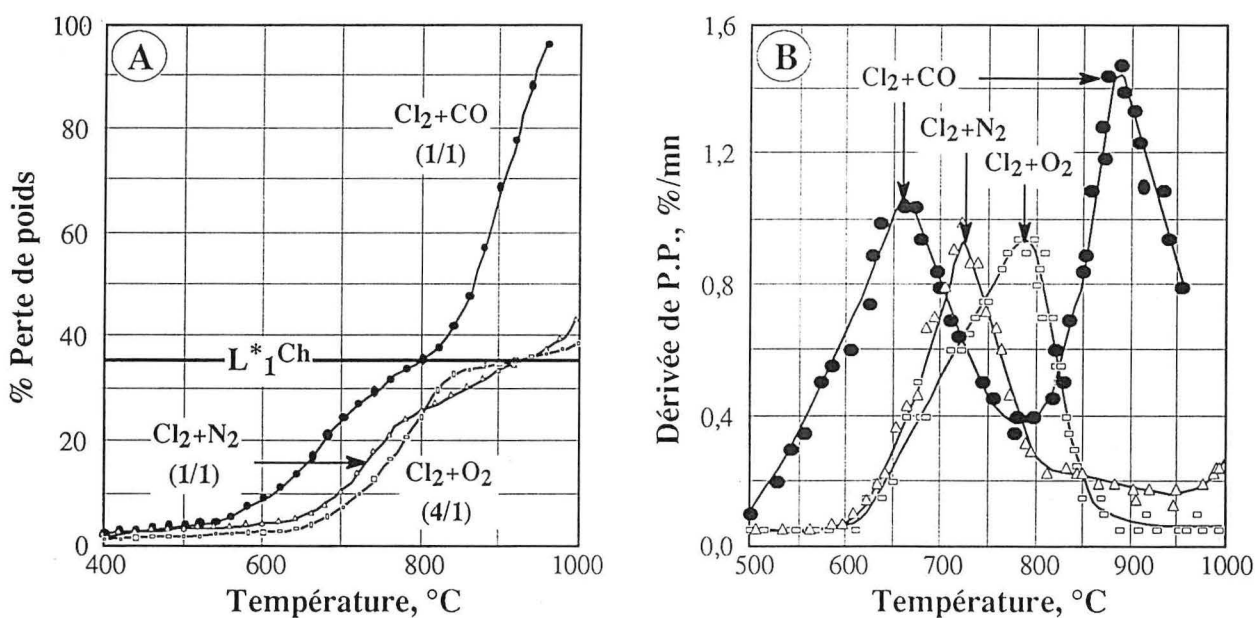 A
% Perte de poids
100
80
60
40
20
0
400
600
800
1000
Température, °C
Cl2+CO
(1/1)
L*1Ch
Cl2+N2
(1/1)
Cl2+O2
(4/1)
B
Dérivée de P.P., %/mn
1,6
1,2
0,8
0,4
0,0
500
600
700
800
900
1000
Température, °C
Cl2+CO
Cl2+N2
Cl2+O2